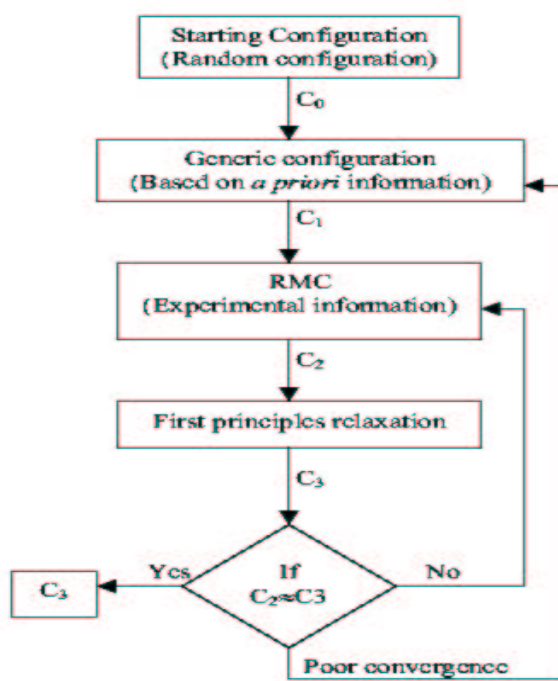 Starting Configuration
(Random configuration)
C₀
Generic configuration
(Based on a priori information)
C₁
RMC
(Experimental information)
C₂
First principles relaxation
C₃
Yes
If
No
C₃
C₂≈C3
Poor convergence